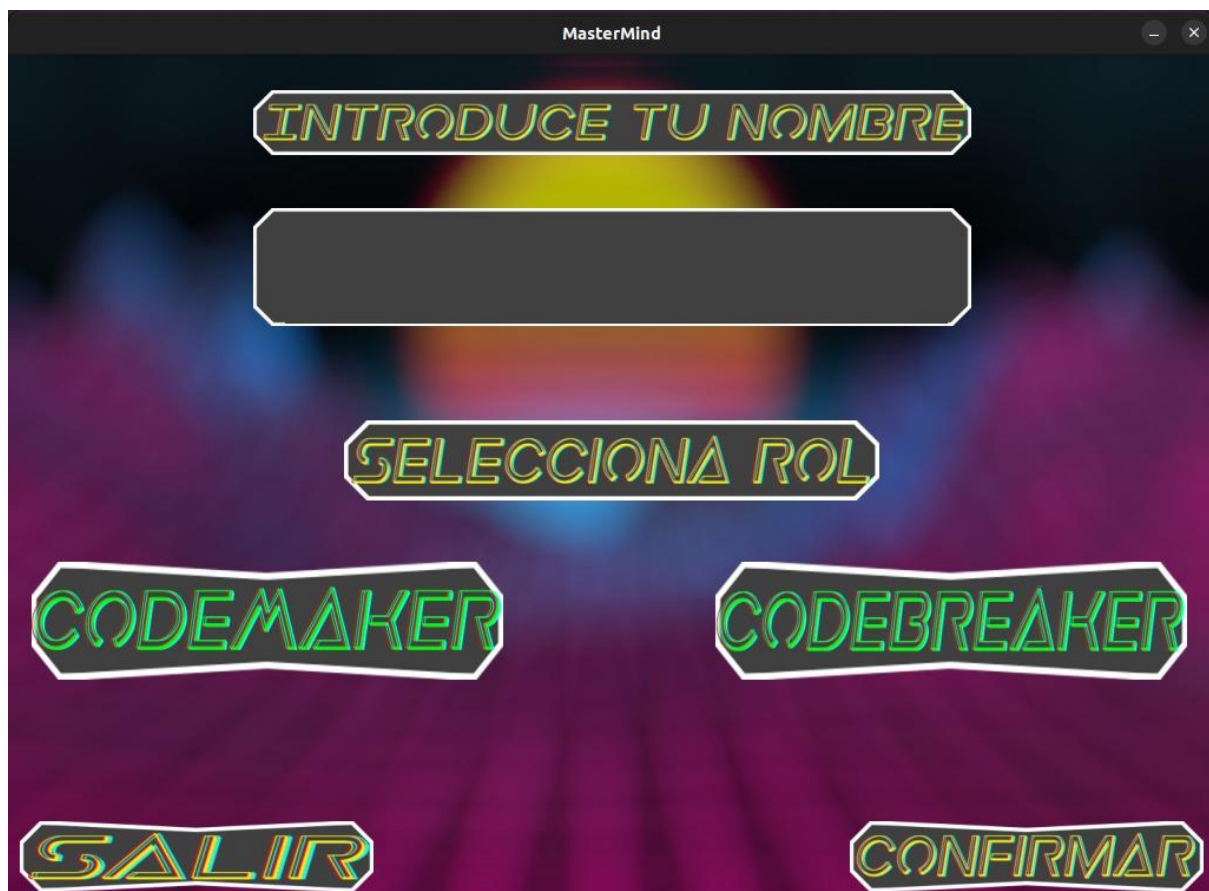 MasterMind
INTRODUCE TU NOMBRE
SELECCIONA ROL
CODEMAKER
CODEBREAKER
SALIR
CONFIRMAR